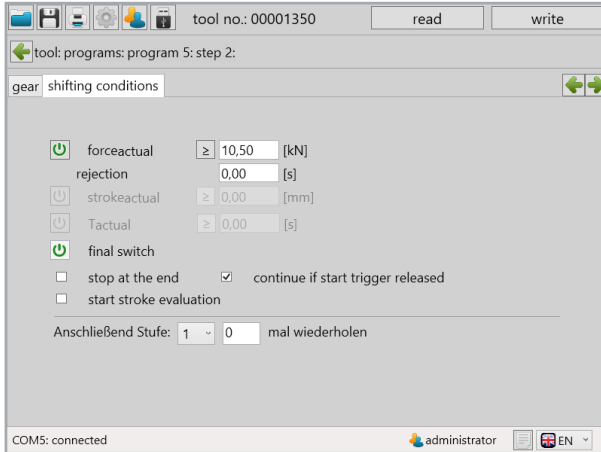 tool no.: 00001350 read write
tool: programs: program 5: step 2:
gear shifting conditions
forceactual ≥ 10,50 [kN]
rejection 0,00 [s]
strokeactual ≥ 0,00 [mm]
Tactual ≥ 0,00 [s]
final switch
stop at the end continue if start trigger released
start stroke evaluation
Anschließend Stufe: 1 0 mal wiederholen
COM5: connected administrator EN